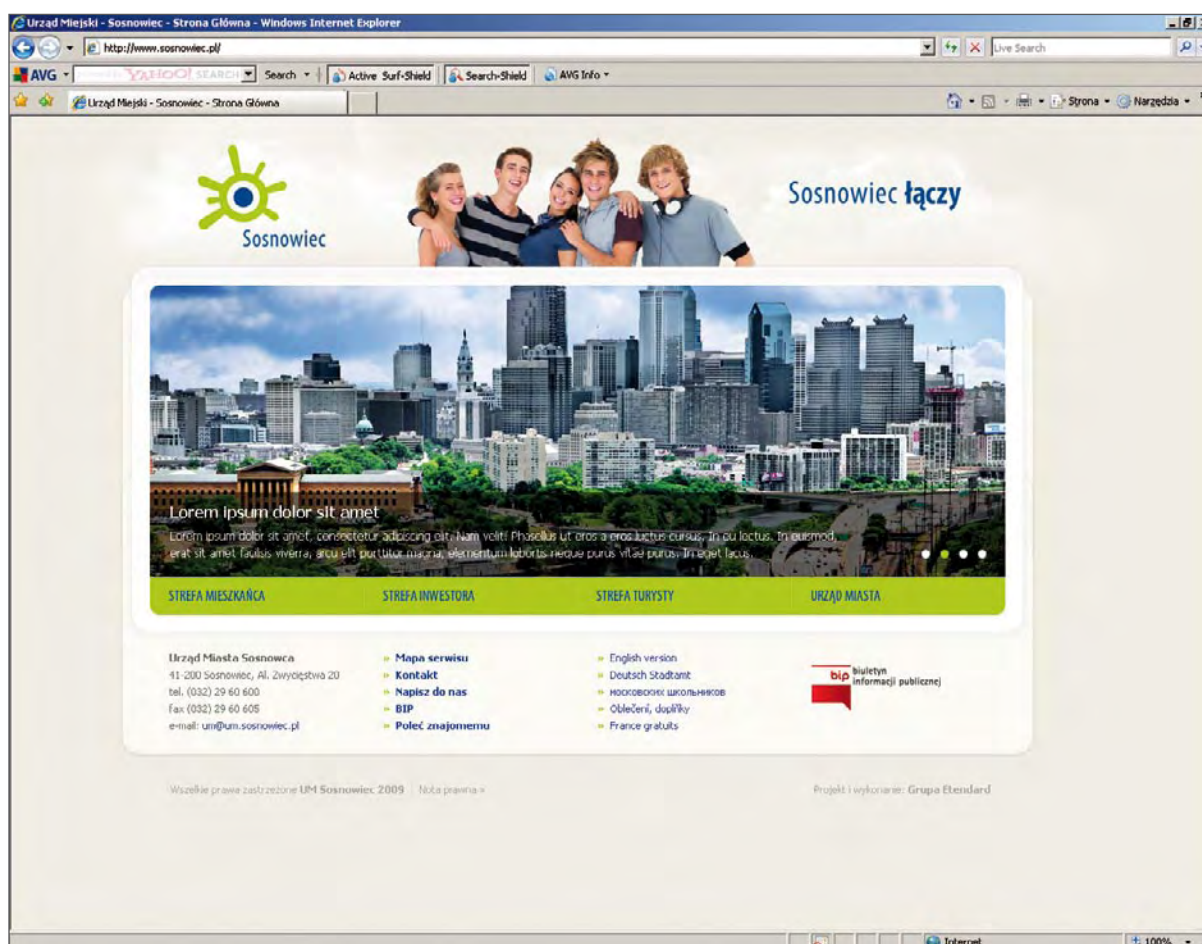 Urząd Miejski - Sosnowiec - Strona Główna - Windows Internet Explorer
http://www.sosnowiec.pl/
Live Search
AVG YAHOO! SEARCH Search Active Surf-Shield Search-Shield AVG Info
Urząd Miejski - Sosnowiec - Strona Główna
Strona Narzędzia
Sosnowiec
Sosnowiec łączy
Lorem ipsum dolor sit amet
Lorem ipsum dolor sit amet, consectetur adipiscing elit. Nam velit! Phasellus ut eros a eros luctus cursus. In eu lectus. In euismod,
erat sit amet facilisis viverra, arcu elit porttitor magna, elementum lobortis neque purus vitae purus. In eget lacus.
STREFA MIESZKAŃCA STREFA INWESTORA STREFA TURYSTY URZĄD MIASTA
Urząd Miasta Sosnowca
41-200 Sosnowiec, Al. Zwycięstwa 20
tel. (032) 29 60 600
fax (032) 29 60 605
e-mail: um@um.sosnowiec.pl
» Mapa serwisu
» Kontakt
» Napisz do nas
» BIP
» Poleć znajomemu
» English version
» Deutsch Stadtamt
» носковских школьников
» Oblečení, doplňky
» France gratuits
bip biuletyn
informacji publicznej
Wszelkie prawa zastrzeżone UM Sosnowiec 2009 | Nota prawna »
Projekt i wykonanie: Grupa Etendard
Internet 100%